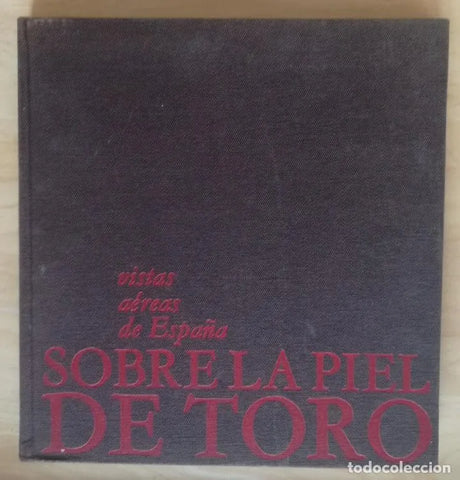 vistas
aéreas
de España
SOBRE LA PIEL
DE TORO
todocoleccion